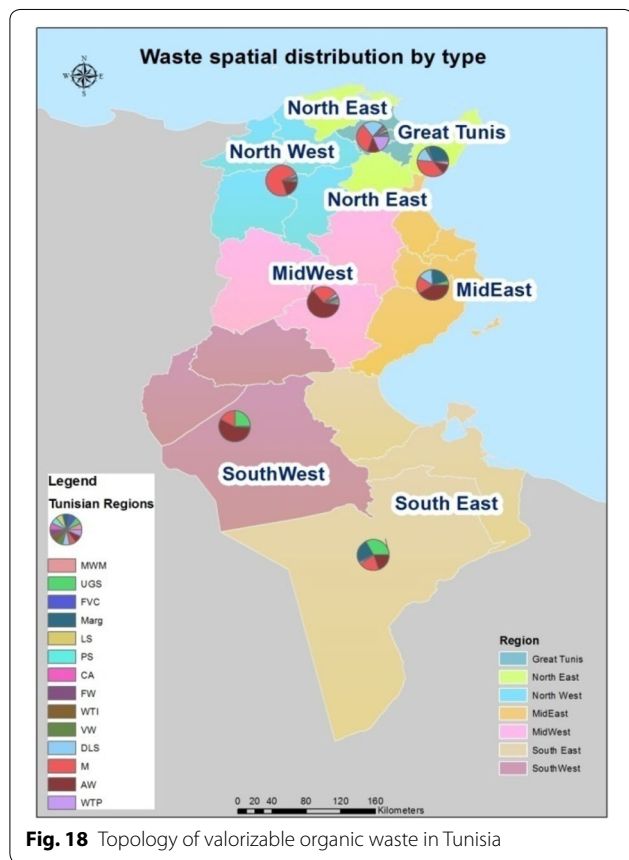 Waste spatial distribution by type
N
W E
S
North East
Great Tunis
North West
North East
MidWest
MidEast
SouthWest
South East
Legend
Tunisian Regions
MWM
UGS
FVC
Marg
LS
PS
CA
FW
WTI
VW
DLS
M
AW
WTP
Region
Great Tunis
North East
North West
MidEast
MidWest
South East
SouthWest
0 20 40 80 120 160
Kilometers
Fig. 18 Topology of valorizable organic waste in Tunisia